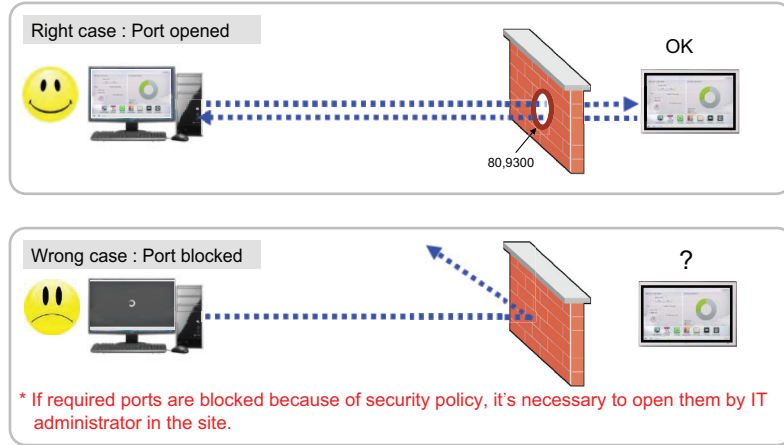 Right case : Port opened
OK
80,9300
Wrong case : Port blocked
?
* If required ports are blocked because of security policy, it's necessary to open them by IT
administrator in the site.